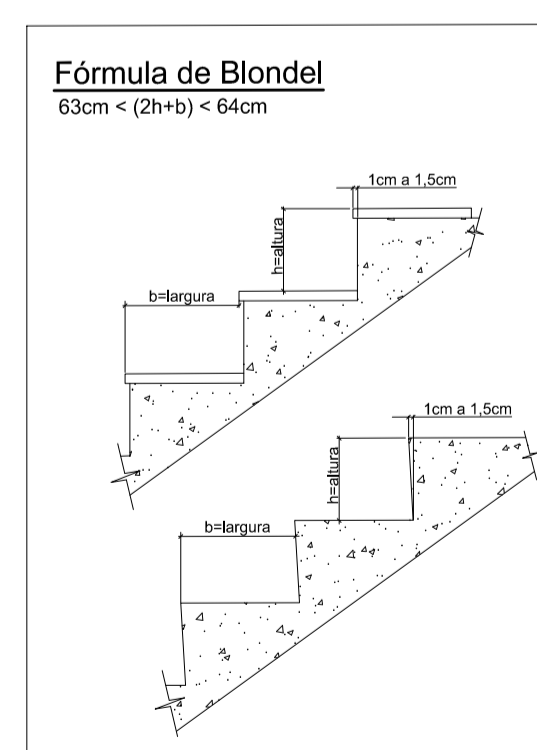 Fórmula de Blondel
63cm < (2h+b) < 64cm
1cm a 1,5cm
h=altura
b=largura
1cm a 1,5cm
h=altura
b=largura